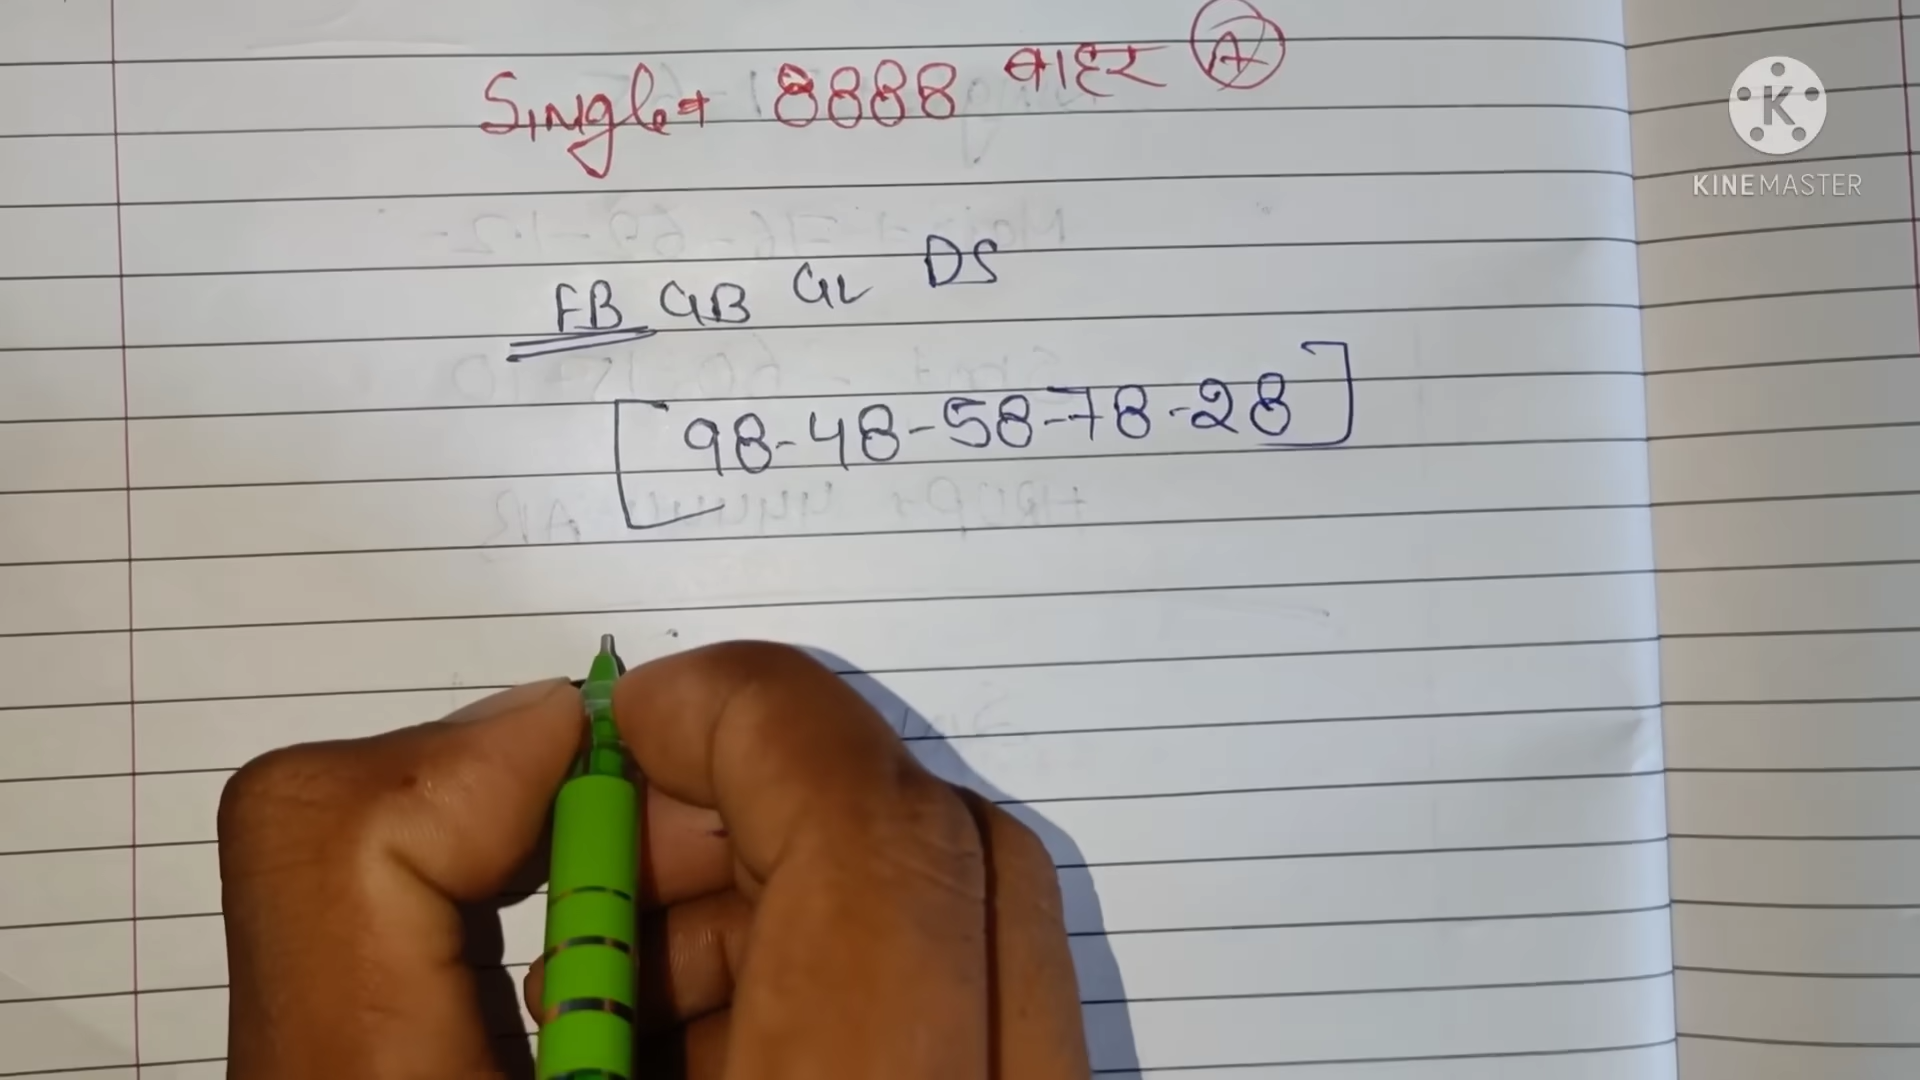 Single → 8888 बाहर A
K
KINEMASTER
FB GB GL DS
[98-48-58-78-28]